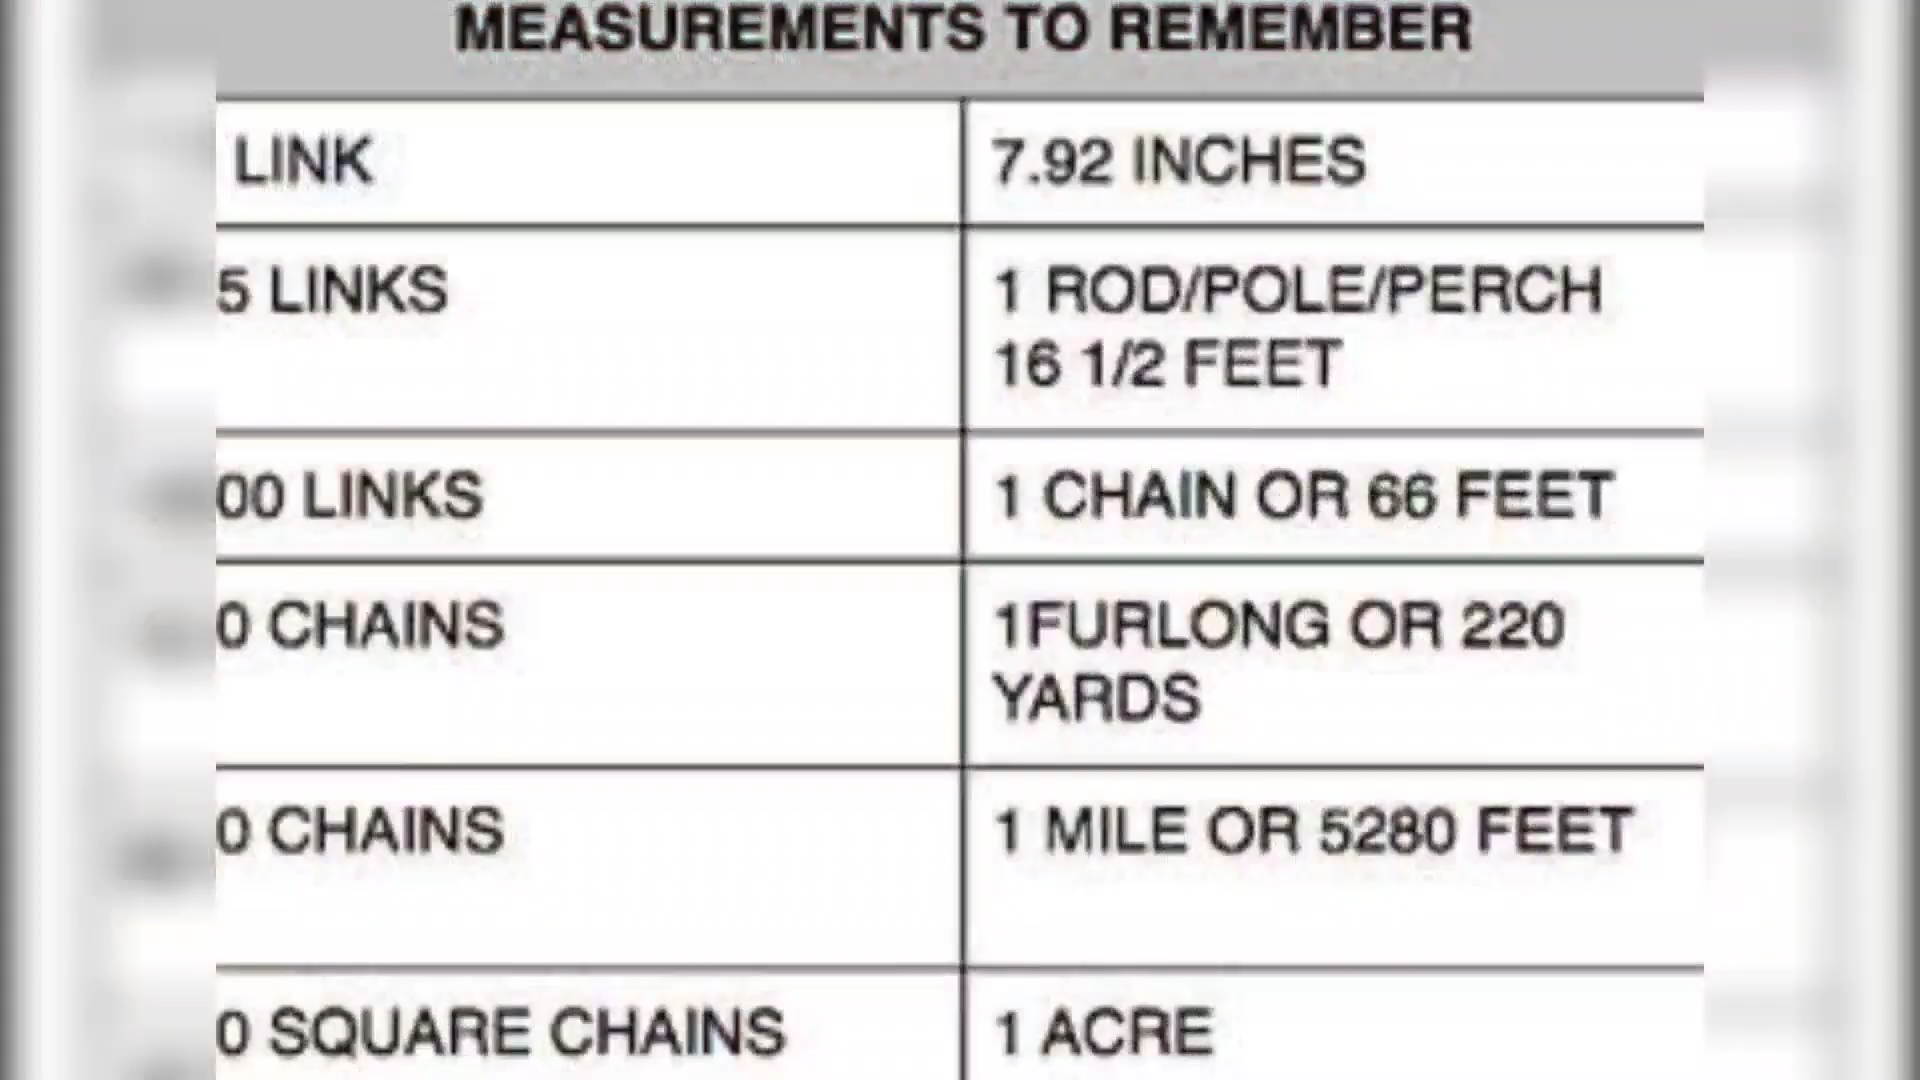 MEASUREMENTS TO REMEMBER
LINK
7.92 INCHES
5 LINKS
1 ROD/POLE/PERCH
16 1/2 FEET
00 LINKS
1 CHAIN OR 66 FEET
0 CHAINS
1FURLONG OR 220
YARDS
0 CHAINS
1 MILE OR 5280 FEET
0 SQUARE CHAINS
1 ACRE